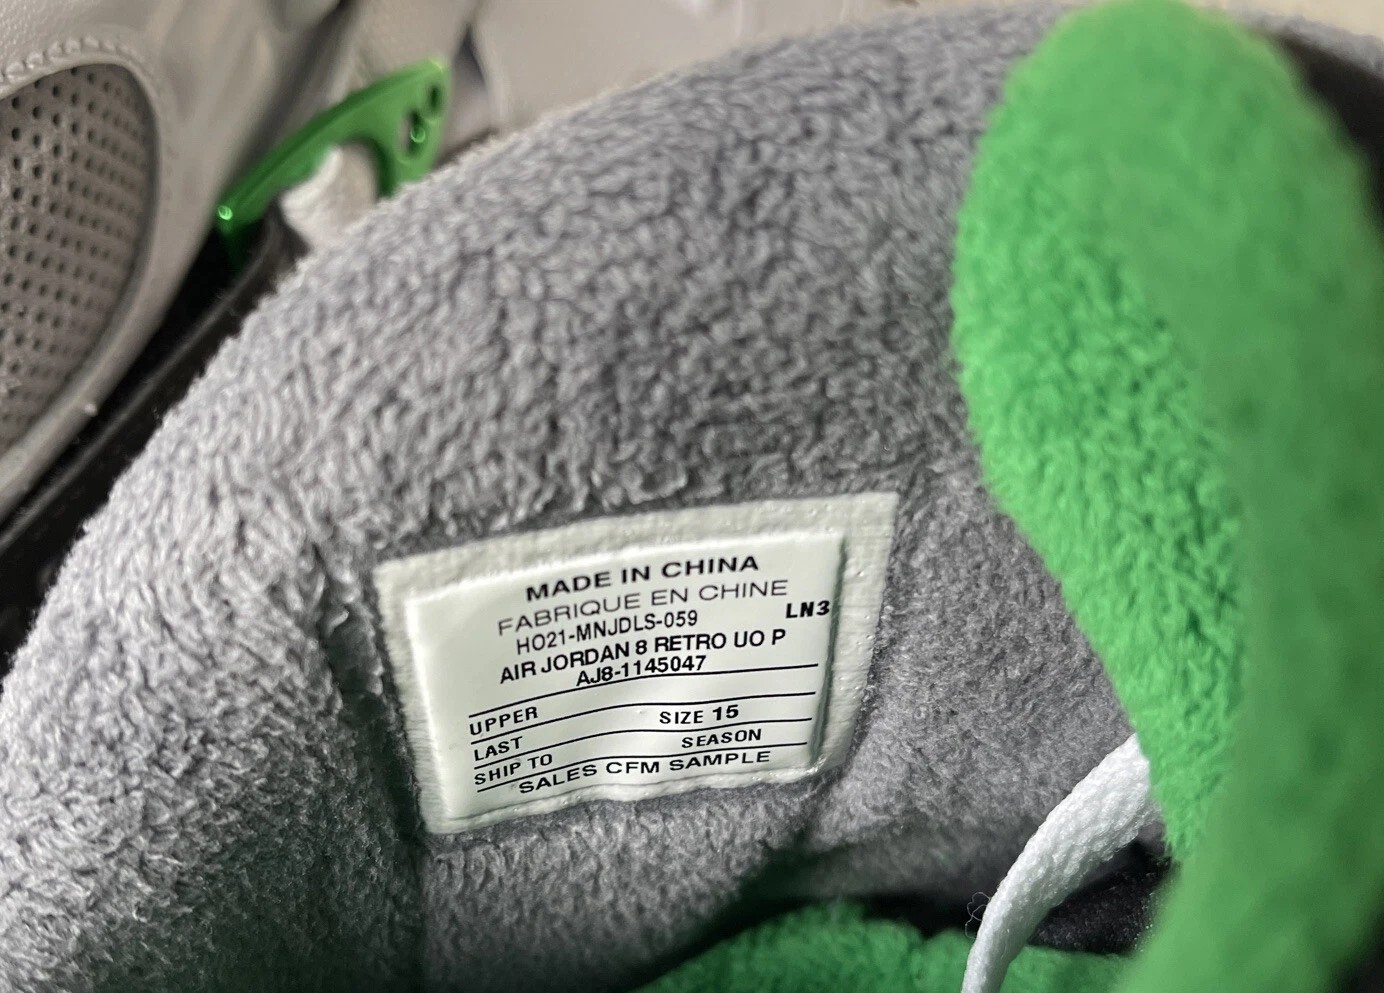 MADE IN CHINA
FABRIQUE EN CHINE
HO21-MNJDLS-059 LN3
AIR JORDAN 8 RETRO UO P
AJ8-1145047
UPPER
LAST SIZE 15
SHIP TO SEASON
SALES CFM SAMPLE